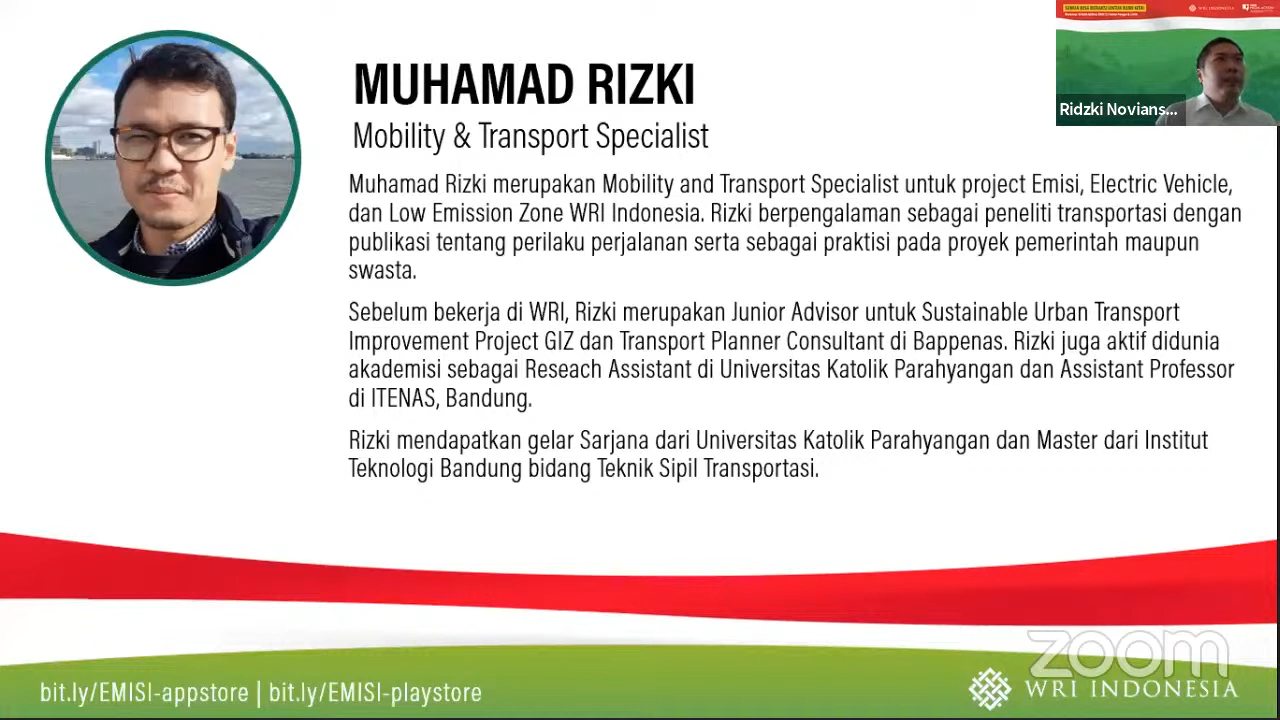 MUHAMAD RIZKI
Mobility & Transport Specialist
Muhamad Rizki merupakan Mobility and Transport Specialist untuk project Emisi, Electric Vehicle,
dan Low Emission Zone WRI Indonesia. Rizki berpengalaman sebagai peneliti transportasi dengan
publikasi tentang perilaku perjalanan serta sebagai praktisi pada proyek pemerintah maupun
swasta.
Sebelum bekerja di WRI, Rizki merupakan Junior Advisor untuk Sustainable Urban Transport
Improvement Project GIZ dan Transport Planner Consultant di Bappenas. Rizki juga aktif didunia
akademisi sebagai Reseach Assistant di Universitas Katolik Parahyangan dan Assistant Professor
di ITENAS, Bandung.
Rizki mendapatkan gelar Sarjana dari Universitas Katolik Parahyangan dan Master dari Institut
Teknologi Bandung bidang Teknik Sipil Transportasi.
WRI INDONESIA
Ridzki Novians...
zoom
bit.ly/EMISI-appstore | bit.ly/EMISI-playstore
WRI INDONESIA